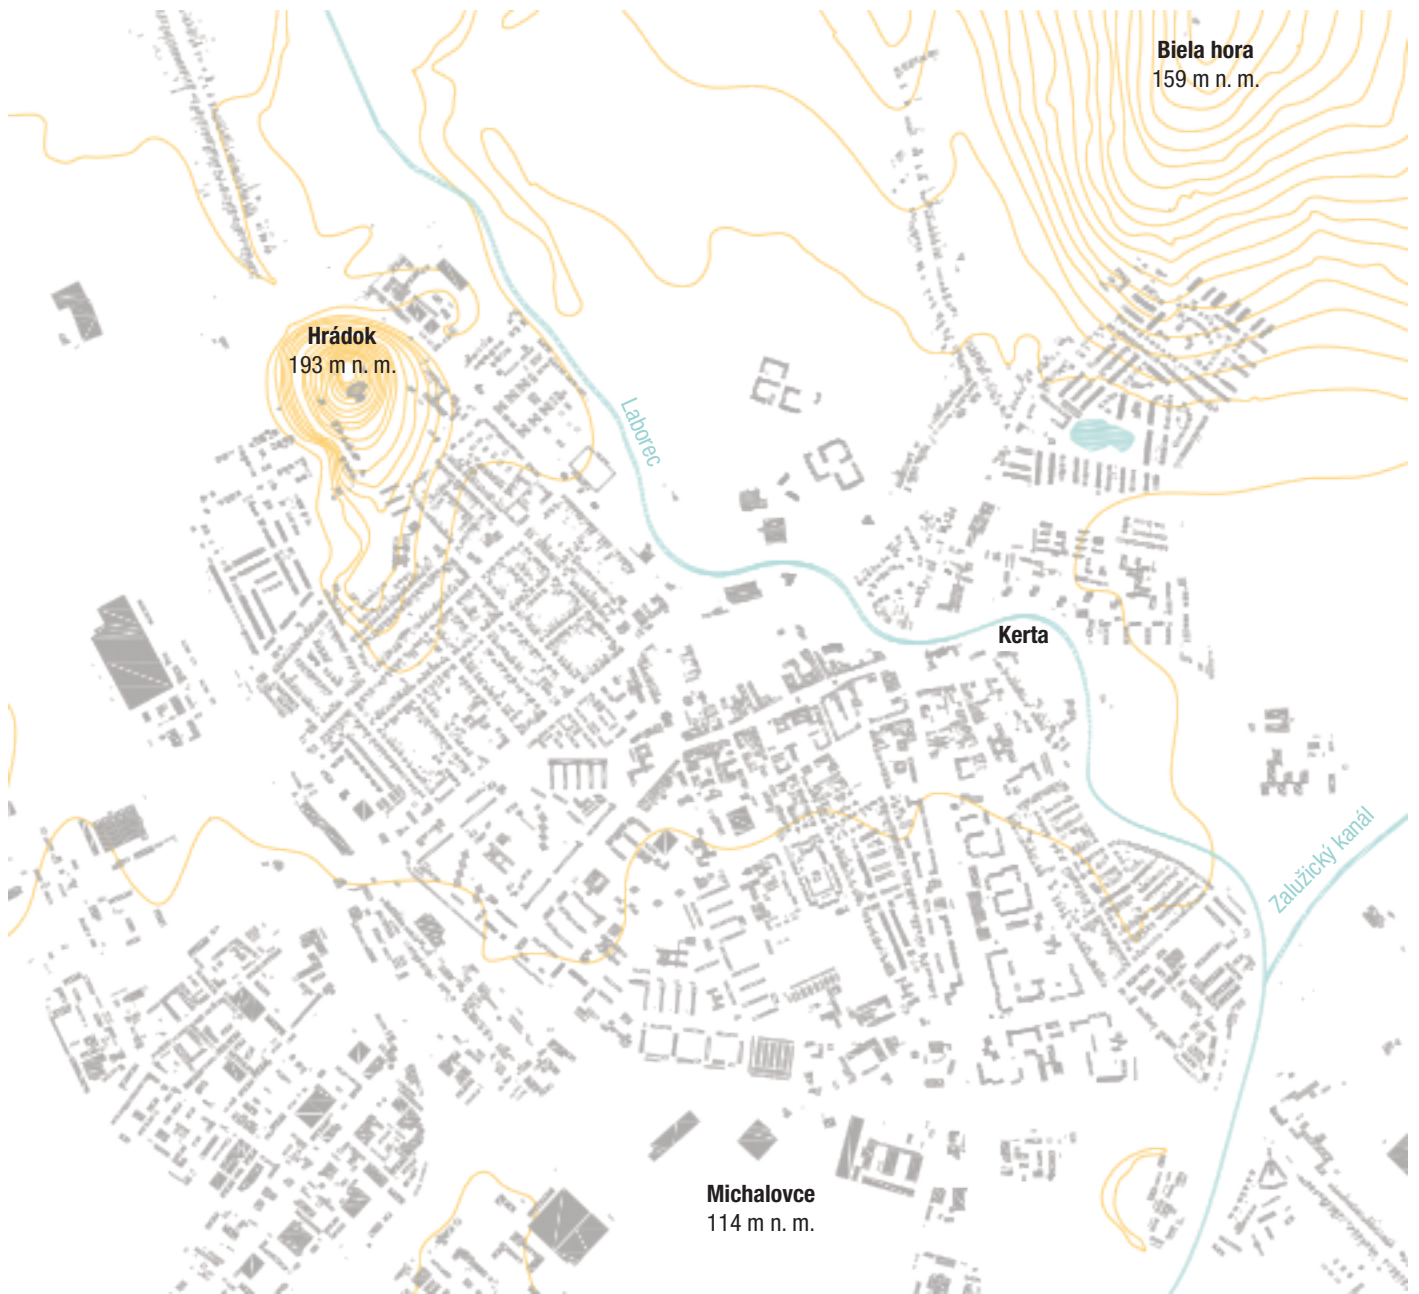 Biela hora
159 m n. m.
Hrádok
193 m n. m.
Laborec
Kerta
Zalužický kanál
Michalovce
114 m n. m.